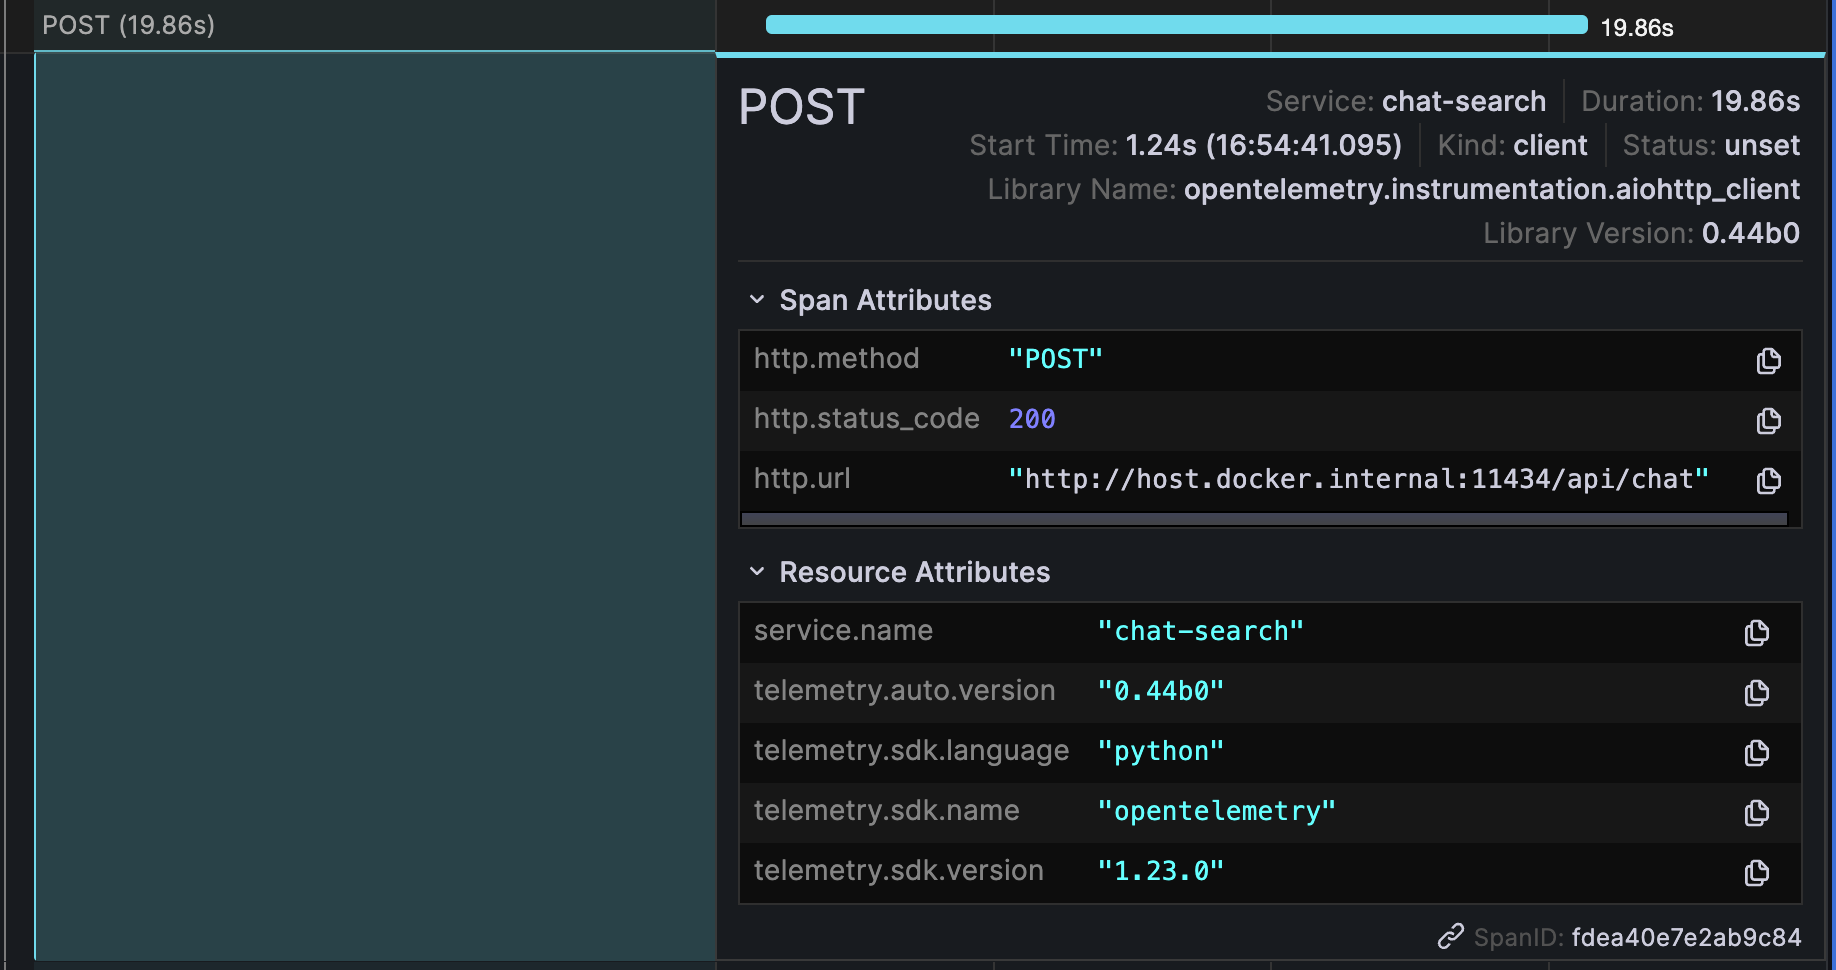 POST (19.86s)
19.86s
POST
Service: chat-search
Duration: 19.86s
Start Time: 1.24s (16:54:41.095)
Kind: client
Status: unset
Library Name: opentelemetry.instrumentation.aiohttp_client
Library Version: 0.44b0
Span Attributes
http.method "POST"
http.status_code 200
http.url "http://host.docker.internal:11434/api/chat"
Resource Attributes
service.name "chat-search"
telemetry.auto.version "0.44b0"
telemetry.sdk.language "python"
telemetry.sdk.name "opentelemetry"
telemetry.sdk.version "1.23.0"
SpanID: fdea40e7e2ab9c84